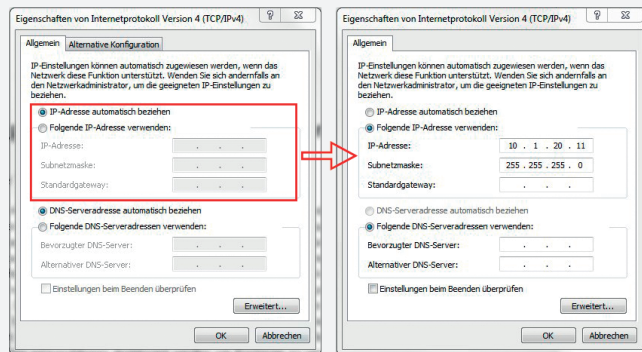 Eigenschaften von Internetprotokoll Version 4 (TCP/IPv4)
Allgemein
Alternative Konfiguration
IP-Einstellungen können automatisch zugewiesen werden, wenn das
Netzwerk diese Funktion unterstützt. Wenden Sie sich andernfalls an
den Netzwerkadministrator, um die geeigneten IP-Einstellungen zu
beziehen.
IP-Adresse automatisch beziehen
Folgende IP-Adresse verwenden:
IP-Adresse:
Subnetzmaske:
Standardgateway:
DNS-Serveradresse automatisch beziehen
Folgende DNS-Serveradressen verwenden:
Bevorzugter DNS-Server:
Alternativer DNS-Server:
Einstellungen beim Beenden überprüfen
Erweitert...
OK
Abbrechen
Eigenschaften von Internetprotokoll Version 4 (TCP/IPv4)
Allgemein
IP-Einstellungen können automatisch zugewiesen werden, wenn das
Netzwerk diese Funktion unterstützt. Wenden Sie sich andernfalls an
den Netzwerkadministrator, um die geeigneten IP-Einstellungen zu
beziehen.
IP-Adresse automatisch beziehen
Folgende IP-Adresse verwenden:
IP-Adresse: 10 . 1 . 20 . 11
Subnetzmaske: 255 . 255 . 255 . 0
Standardgateway: . . .
DNS-Serveradresse automatisch beziehen
Folgende DNS-Serveradressen verwenden:
Bevorzugter DNS-Server: . . .
Alternativer DNS-Server: . . .
Einstellungen beim Beenden überprüfen
Erweitert...
OK
Abbrechen